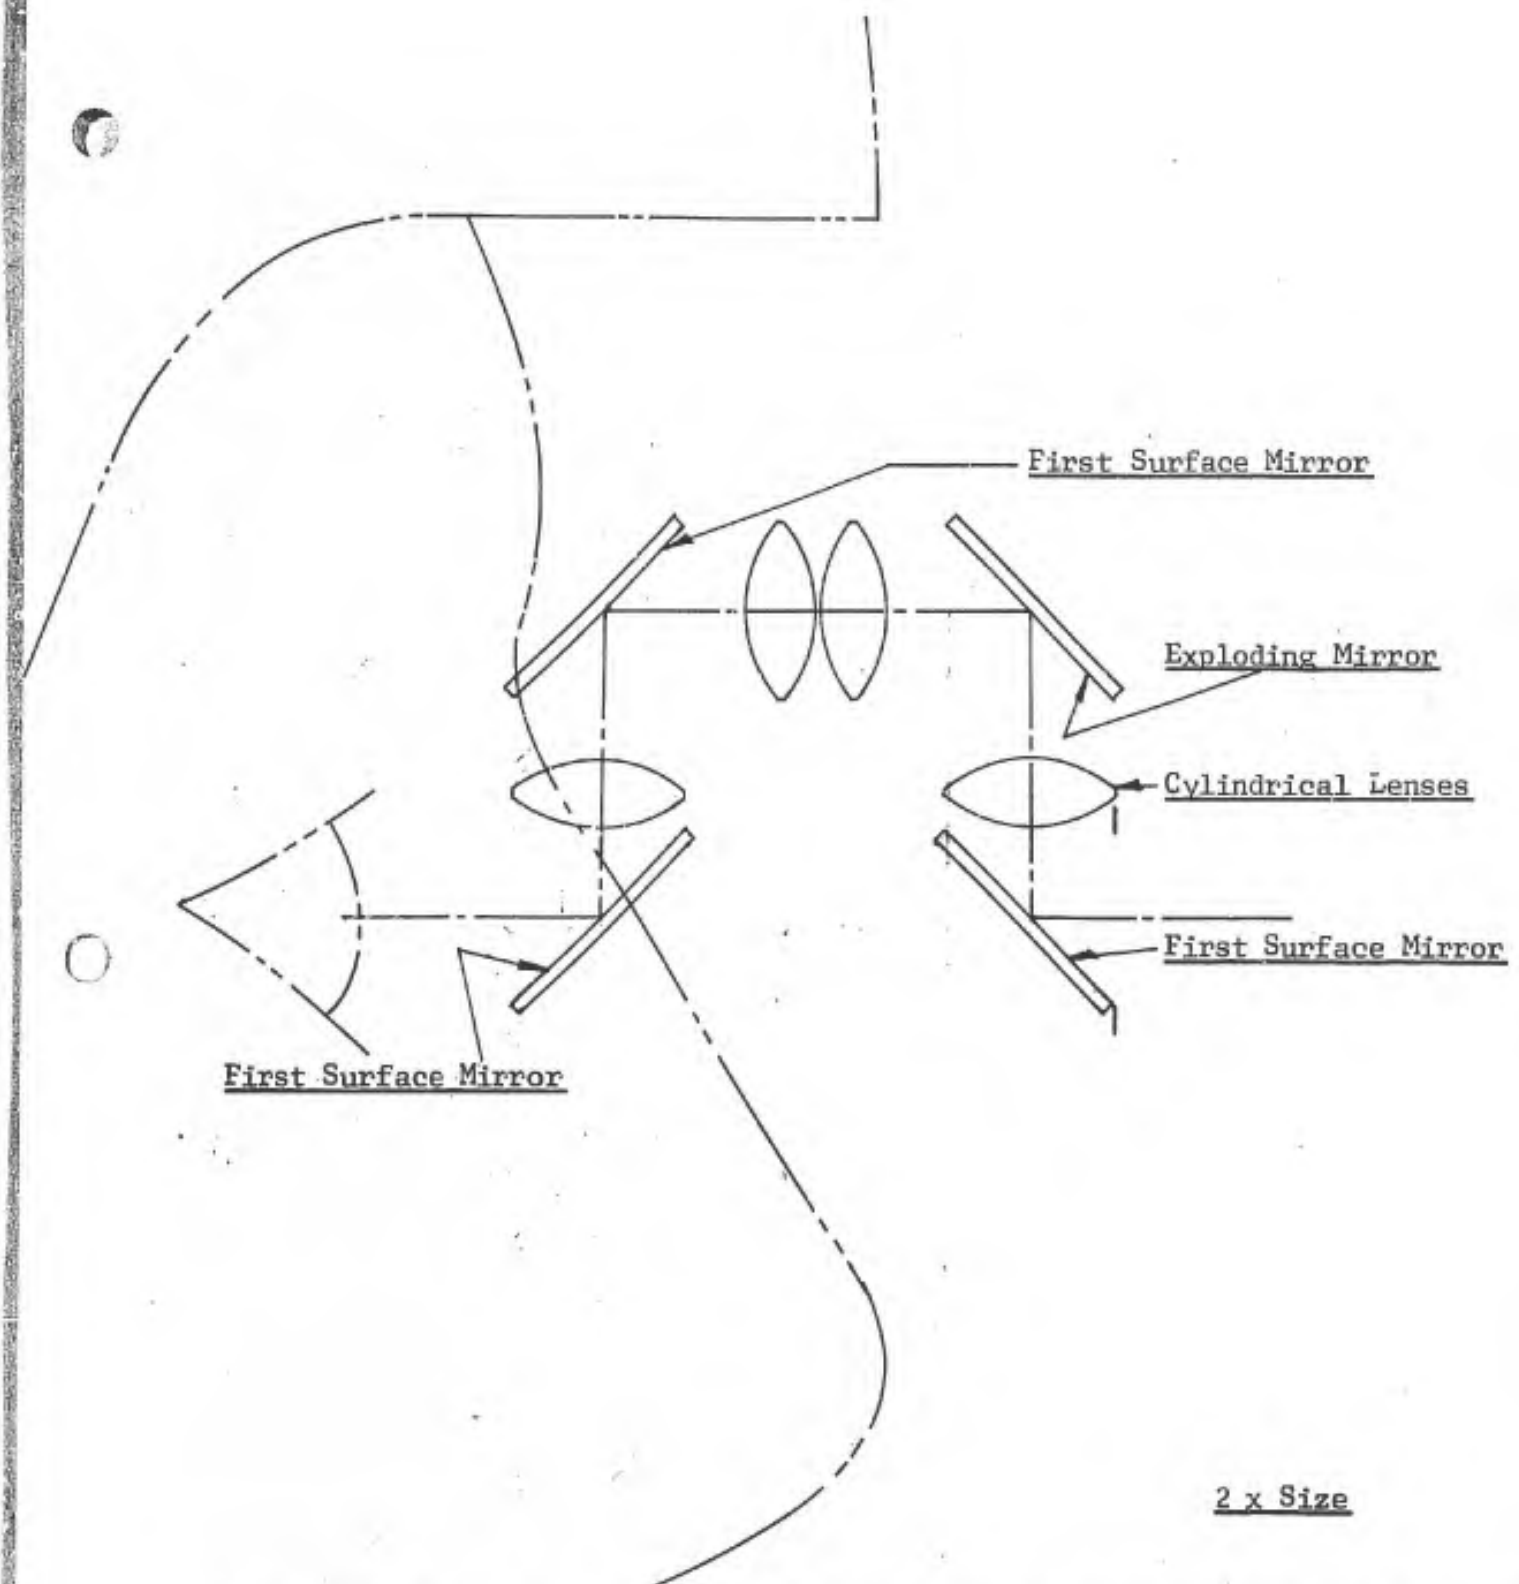 First Surface Mirror
Exploding Mirror
Cylindrical Lenses
First Surface Mirror
First Surface Mirror
2 x Size